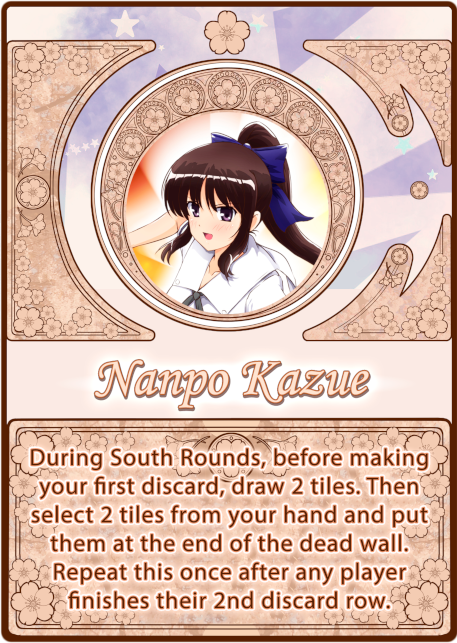 Nanpo Kazue
During South Rounds, before making
your first discard, draw 2 tiles. Then
select 2 tiles from your hand and put
them at the end of the dead wall.
Repeat this once after any player
finishes their 2nd discard row.